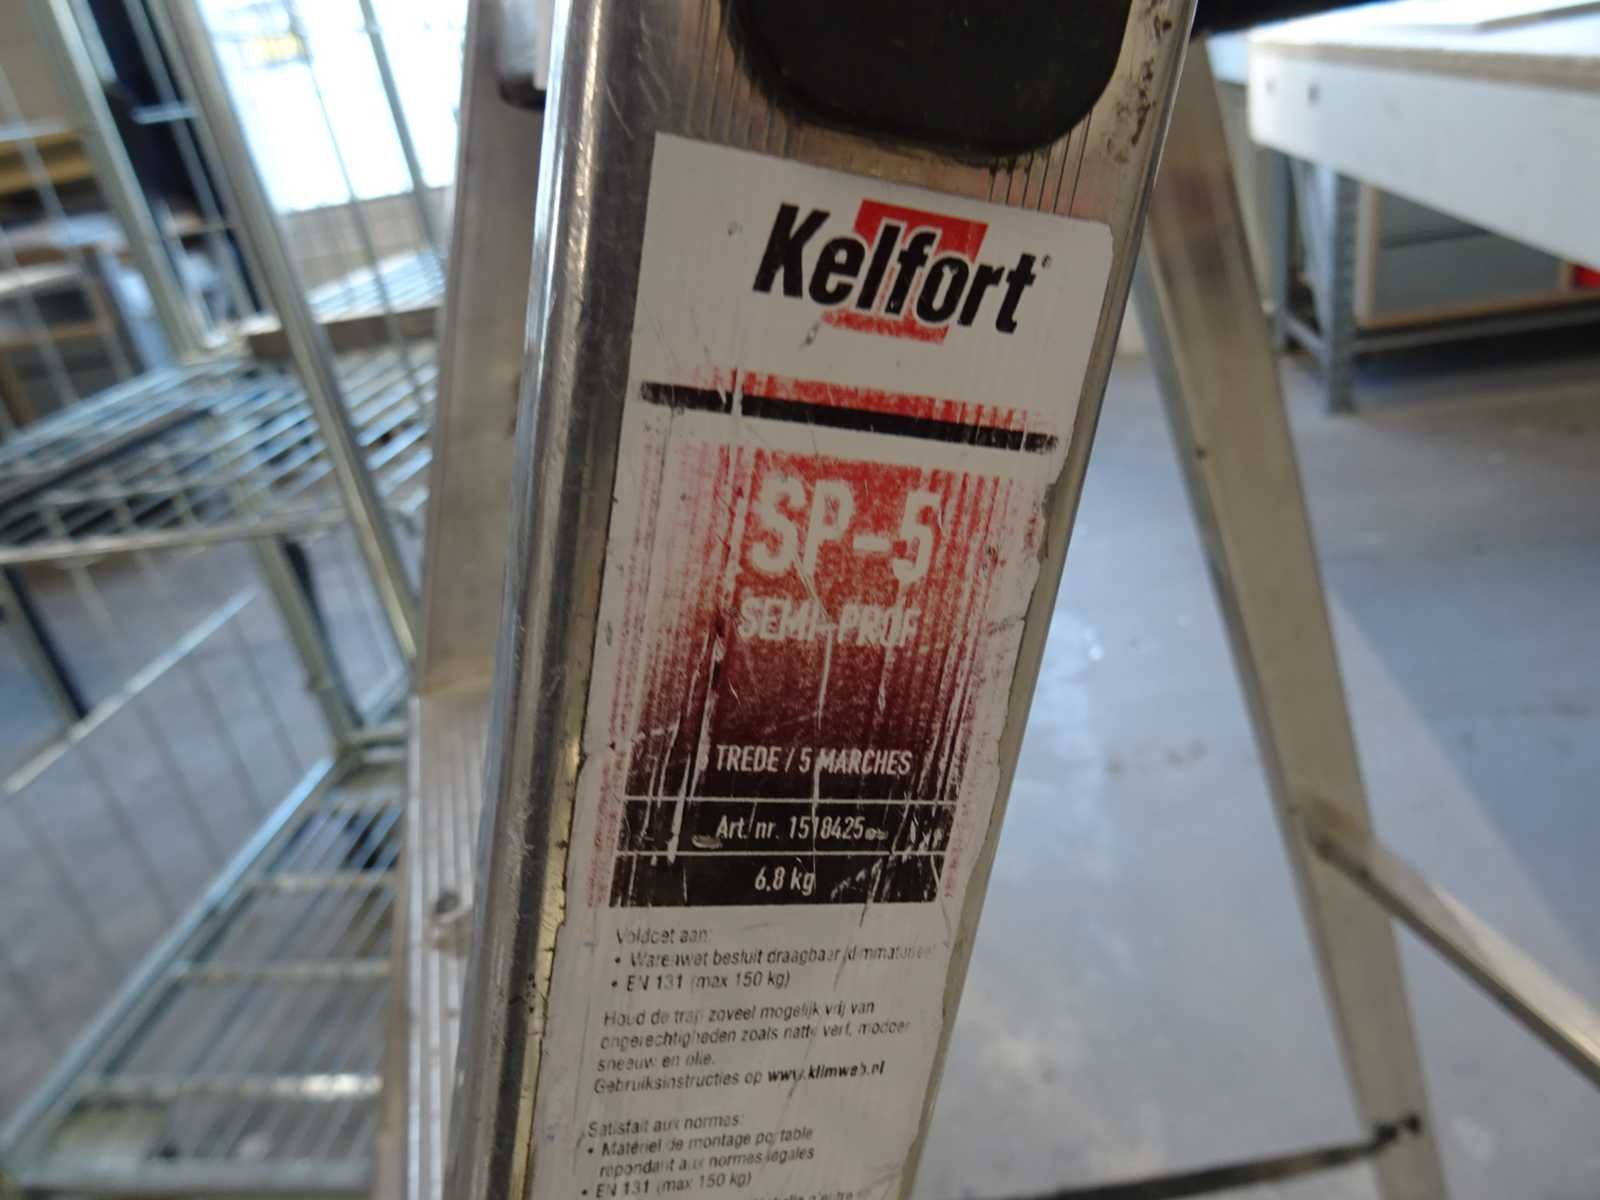 Kelfort
SP-5
SEMI-PROF
TREDE / 5 MARCHES
Art. nr. 1518425
6.8 kg
Voldoet aan:
• Warenwet besluit draagbaar klimmaterieel
• EN 131 (max 150 kg)
Houd de trap zoveel mogelijk vrij van
ongerechtigheden zoals natte verf, modder
sneeuw en olie.
Gebruiksinstructies op www.klimweb.nl
Satisfait aux normes:
• Matériel de montage portable
répondant aux normes légales
• EN 131 (max 150 kg)